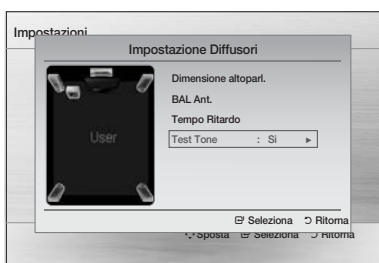 Impostazioni
Impostazione Diffusori
Dimensione altoparl.
BAL Ant.
Tempo Ritardo
User
Test Tone : Si ►
Seleziona Ritorna
Sposta Seleziona Ritorna